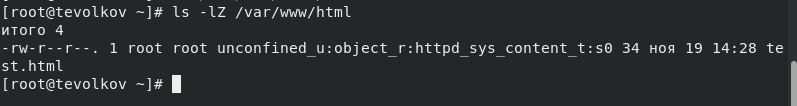 [root@tevolkov ~]# ls -lZ /var/www/html
итого 4
-rw-r--r--. 1 root root unconfined_u:object_r:httpd_sys_content_t:s0 34 ноя 19 14:28 te
st.html
[root@tevolkov ~]#